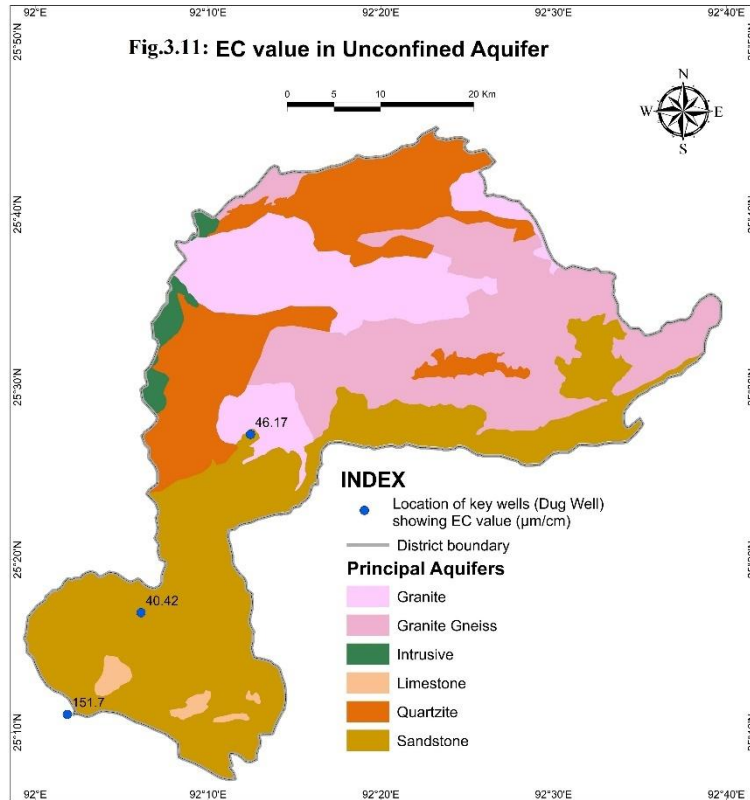 92°E 92°10'E 92°20'E 92°30'E 92°40'E
Fig.3.11: EC value in Unconfined Aquifer
0 5 10 20 Km
N
W E
S
25°50'N
25°40'N
25°30'N
25°20'N
25°10'N
46.17
40.42
151.7
INDEX
Location of key wells (Dug Well)
showing EC value (µm/cm)
District boundary
Principal Aquifers
Granite
Granite Gneiss
Intrusive
Limestone
Quartzite
Sandstone
92°E 92°10'E 92°20'E 92°30'E 92°40'E